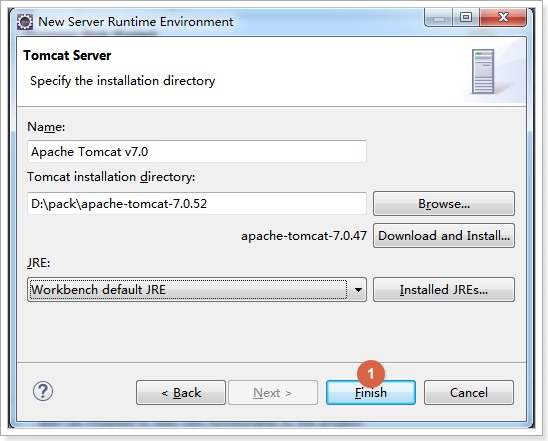 New Server Runtime Environment
Tomcat Server
Specify the installation directory
Name:
Apache Tomcat v7.0
Tomcat installation directory:
D:\pack\apache-tomcat-7.0.52
Browse...
apache-tomcat-7.0.47
Download and Install...
JRE:
Workbench default JRE
Installed JREs...
1
?
< Back
Next >
Finish
Cancel